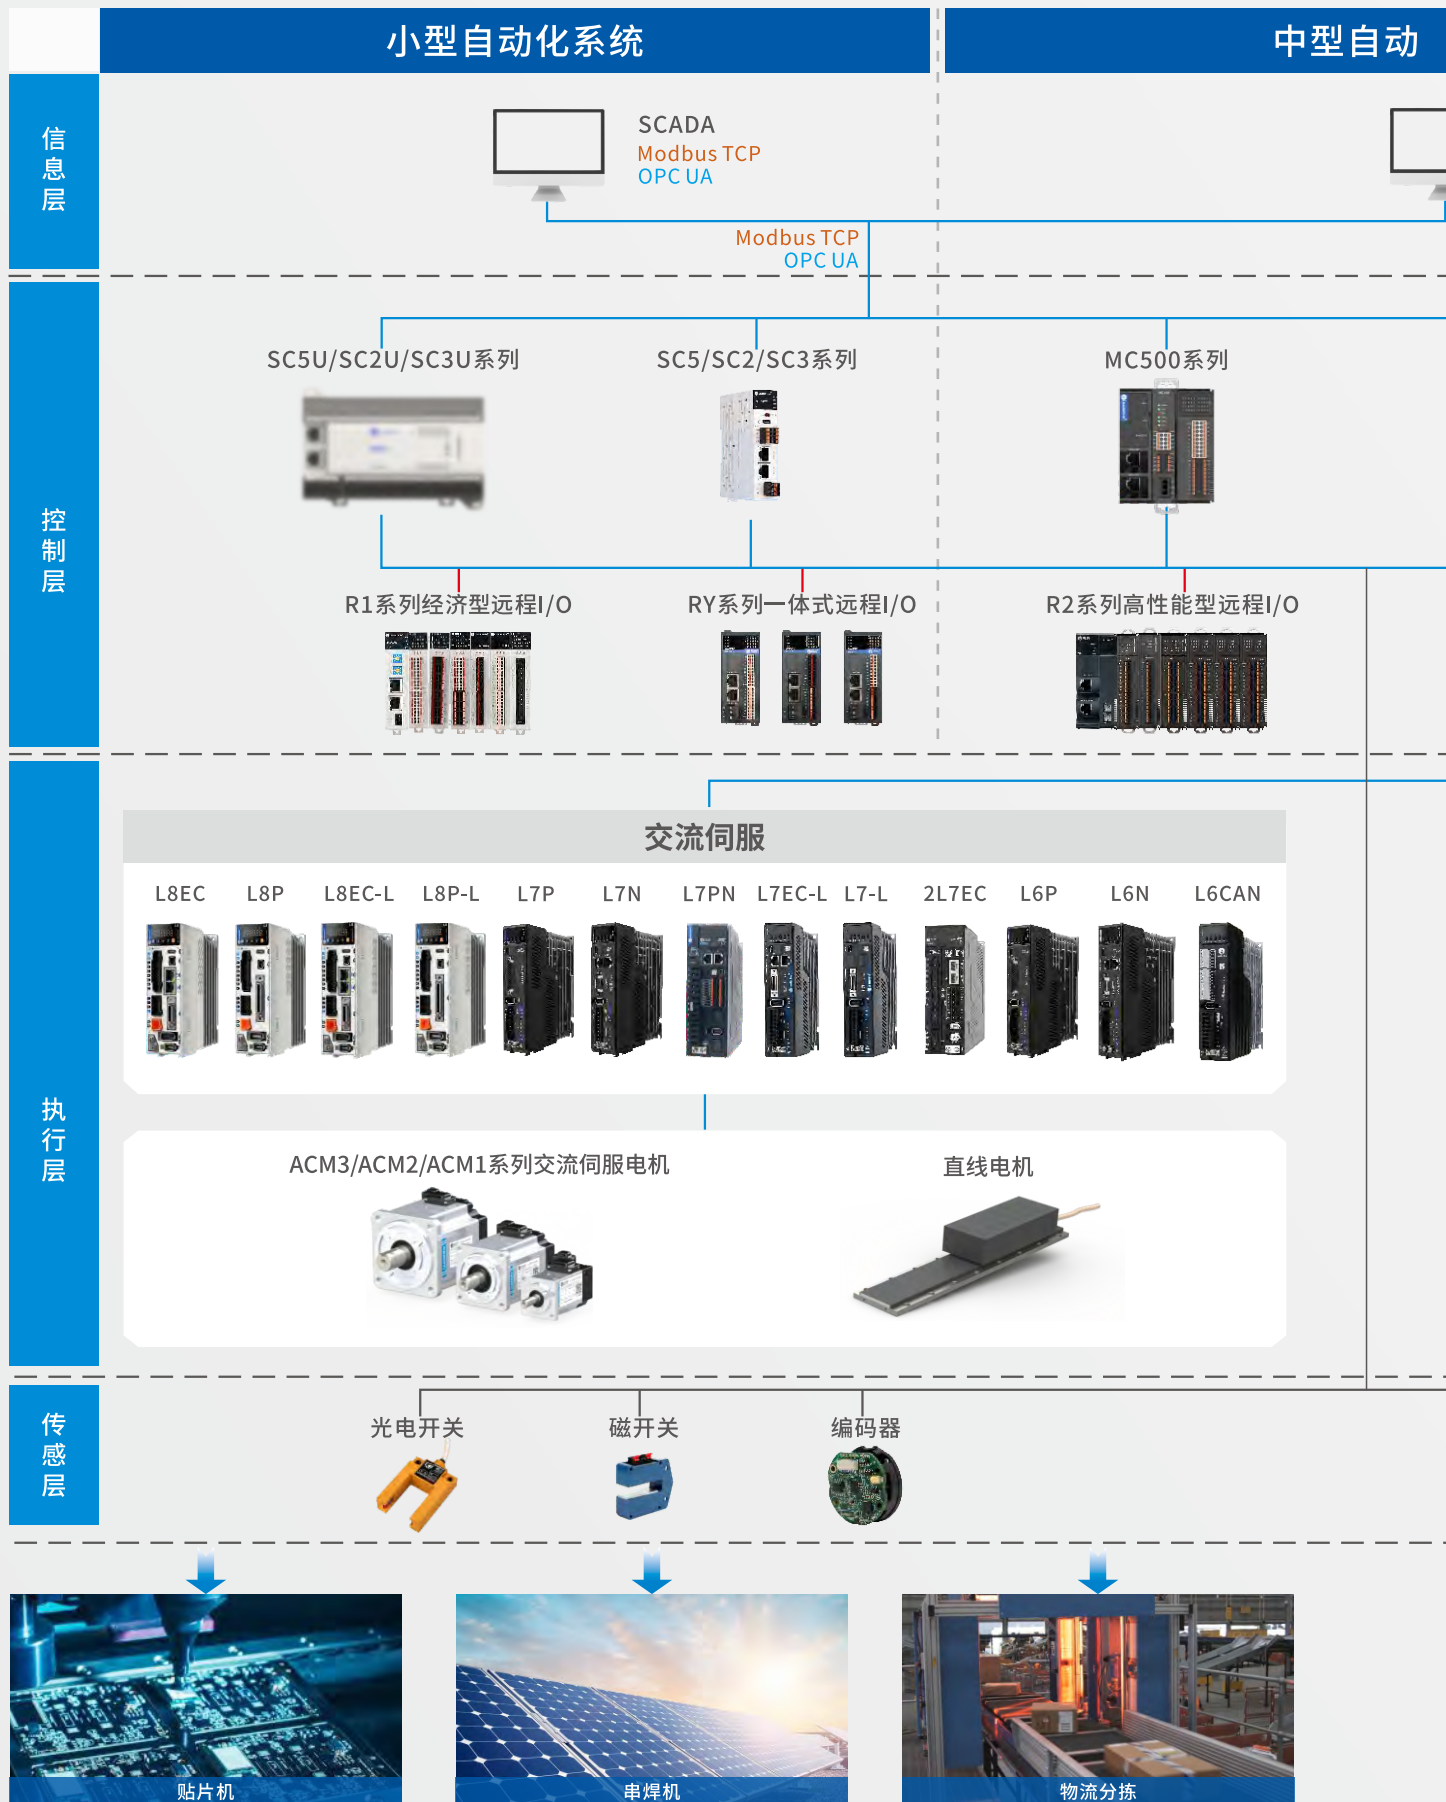 小型自动化系统
中型自动
信息层
SCADA
Modbus TCP
OPC UA
Modbus TCP
OPC UA
控制层
SC5U/SC2U/SC3U系列
SC5/SC2/SC3系列
MC500系列
R1系列经济型远程I/O
RY系列一体式远程I/O
R2系列高性能型远程I/O
执行层
交流伺服
L8EC
L8P
L8EC-L
L8P-L
L7P
L7N
L7PN
L7EC-L
L7-L
2L7EC
L6P
L6N
L6CAN
ACM3/ACM2/ACM1系列交流伺服电机
直线电机
传感层
光电开关
磁开关
编码器
贴片机
串焊机
物流分拣